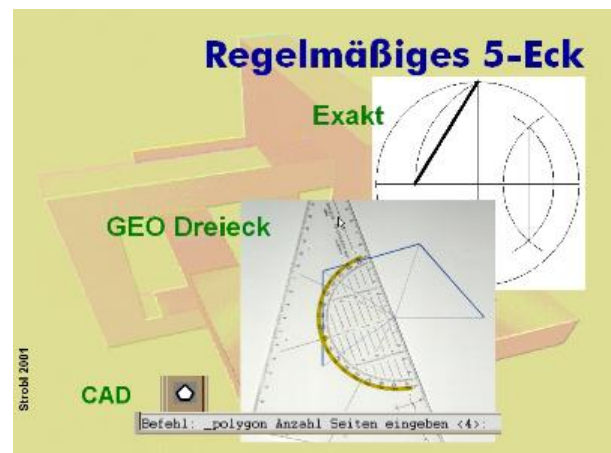 Regelmäßiges 5-Eck
Exakt
GEO Dreieck
CAD
Befehl: _polygon Anzahl Seiten eingeben <4>:
Strobl 2001